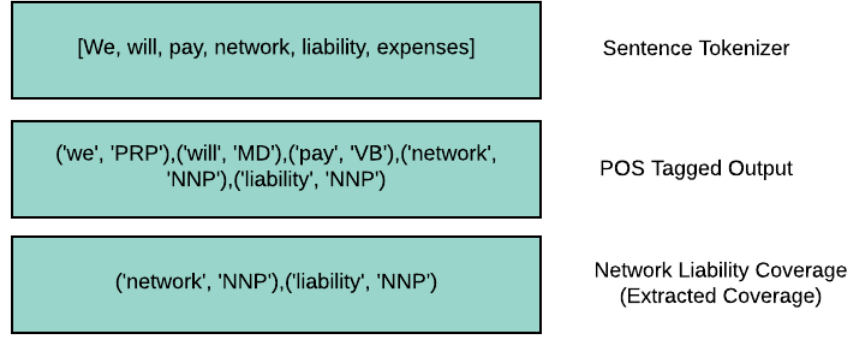 [We, will, pay, network, liability, expenses]
Sentence Tokenizer
('we', 'PRP'),('will', 'MD'),('pay', 'VB'),('network',
'NNP'),('liability', 'NNP')
POS Tagged Output
('network', 'NNP'),('liability', 'NNP')
Network Liability Coverage
(Extracted Coverage)